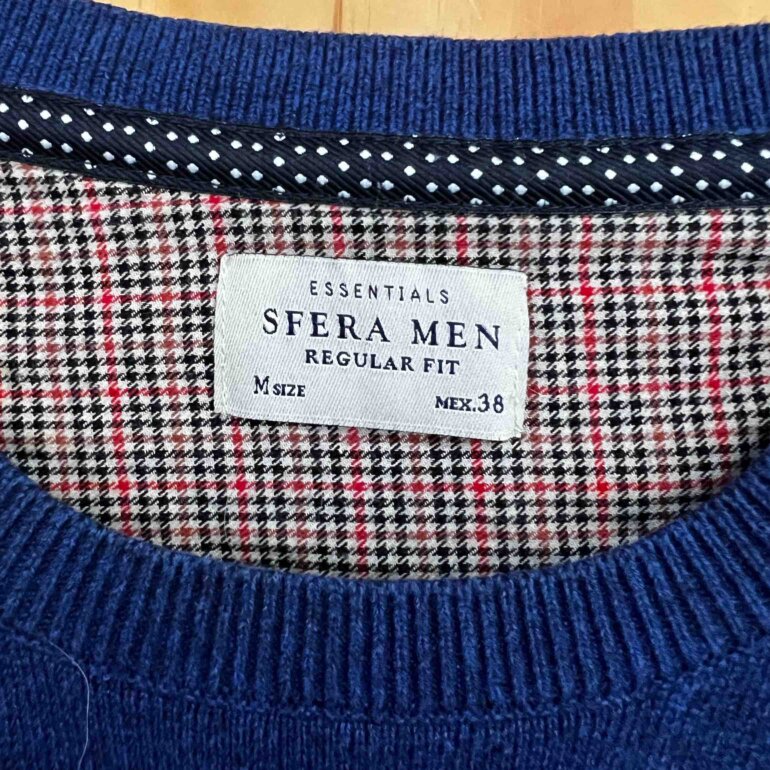 ESSENTIALS
SFERA MEN
REGULAR FIT
M SIZE
MEX.38